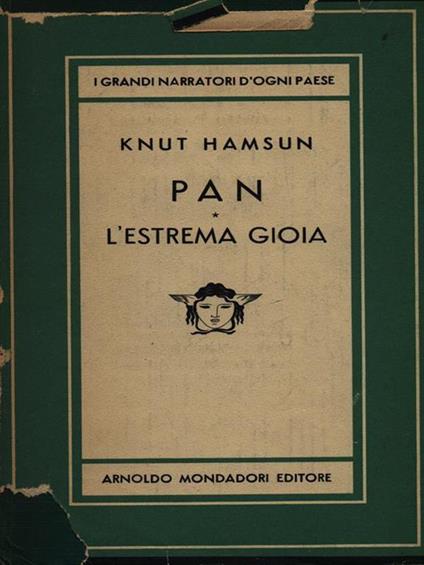 I GRANDI NARRATORI D'OGNI PAESE
KNUT HAMSUN
PAN
*
L'ESTREMA GIOIA
ARNOLDO MONDADORI EDITORE